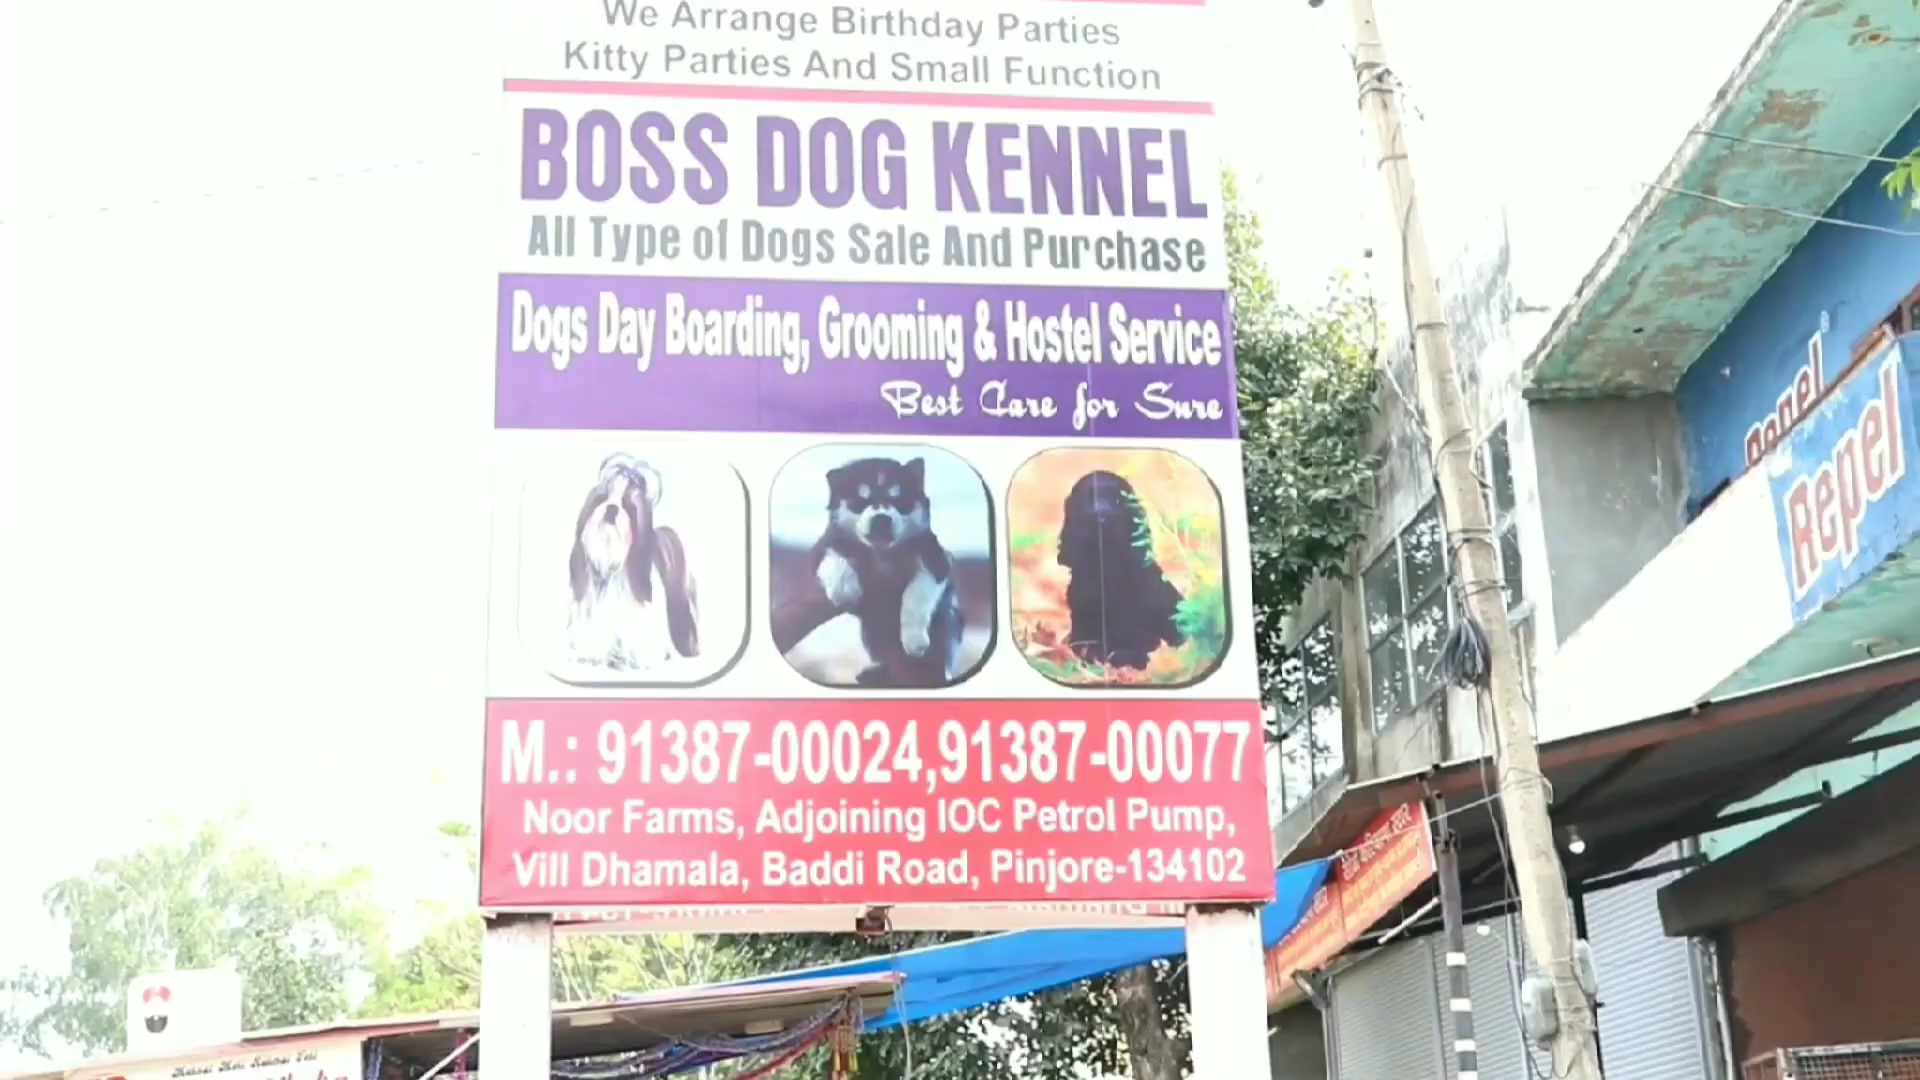 We Arrange Birthday Parties
Kitty Parties And Small Function
BOSS DOG KENNEL
All Type of Dogs Sale And Purchase
Dogs Day Boarding, Grooming & Hostel Service
Best Care for Sure
M.: 91387-00024,91387-00077
Noor Farms, Adjoining IOC Petrol Pump,
Vill Dhamala, Baddi Road, Pinjore-134102
Repel
Repel